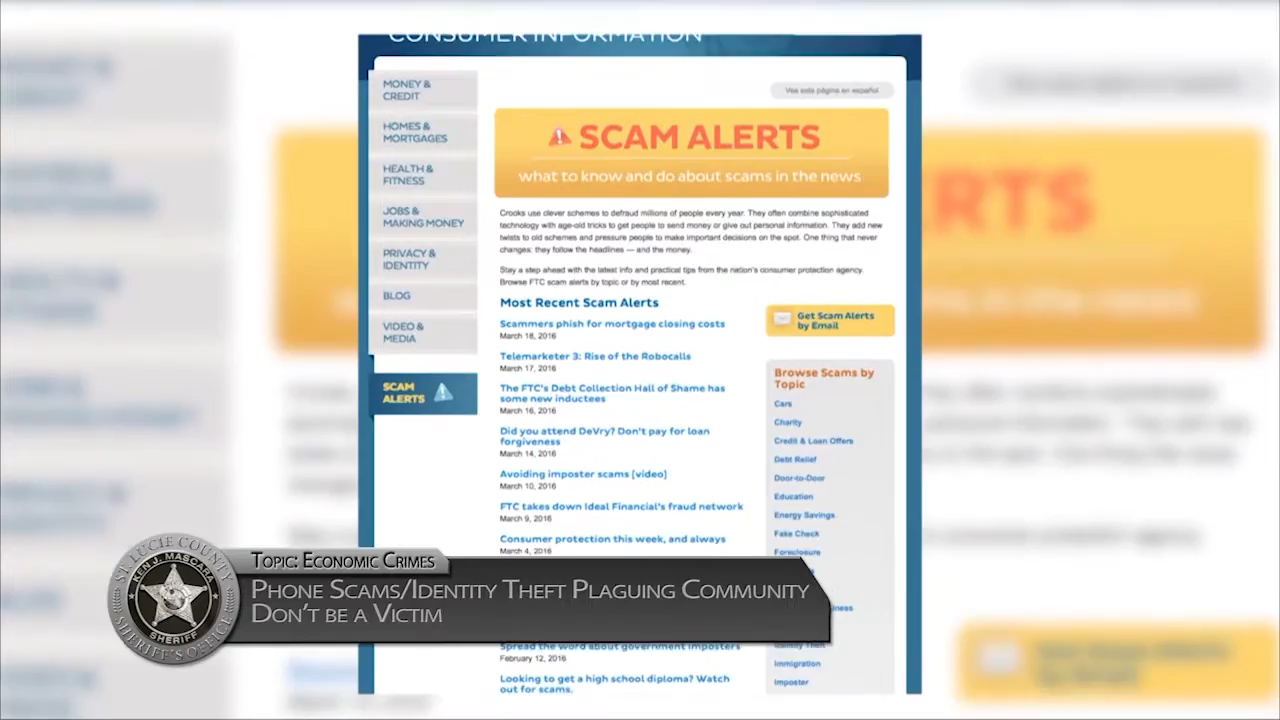 CONSUMER INFORMATION
MONEY &
CREDIT
HOMES &
MORTGAGES
HEALTH &
FITNESS
JOBS &
MAKING MONEY
PRIVACY &
IDENTITY
BLOG
VIDEO &
MEDIA
SCAM
ALERTS
Vea esta página en español
SCAM ALERTS
what to know and do about scams in the news
Crooks use clever schemes to defraud millions of people every year. They often combine sophisticated
technology with age-old tricks to get people to send money or give out personal information. They add new
twists to old schemes and pressure people to make important decisions on the spot. One thing that never
changes: they follow the headlines — and the money.
Stay a step ahead with the latest info and practical tips from the nation's consumer protection agency.
Browse FTC scam alerts by topic or by most recent.
Most Recent Scam Alerts
Scammers phish for mortgage closing costs
March 18, 2016
Telemarketer 3: Rise of the Robocalls
March 17, 2016
The FTC's Debt Collection Hall of Shame has
some new inductees
March 16, 2016
Did you attend DeVry? Don't pay for loan
forgiveness
March 14, 2016
Avoiding imposter scams [video]
March 10, 2016
FTC takes down Ideal Financial's fraud network
March 9, 2016
Consumer protection this week, and always
March 4, 2016
Spread the word about government imposters
February 12, 2016
Looking to get a high school diploma? Watch
out for scams.
Get Scam Alerts
by Email
Browse Scams by
Topic
Cars
Charity
Credit & Loan Offers
Debt Relief
Door-to-Door
Education
Energy Savings
Fake Check
Foreclosure
iness
Identity Theft
Immigration
Imposter
RTS
ST. LUCIE COUNTY
KEN J. MASCARA
SHERIFF
SHERIFF'S OFFICE
TOPIC: ECONOMIC CRIMES
PHONE SCAMS/IDENTITY THEFT PLAGUING COMMUNITY
DON'T BE A VICTIM